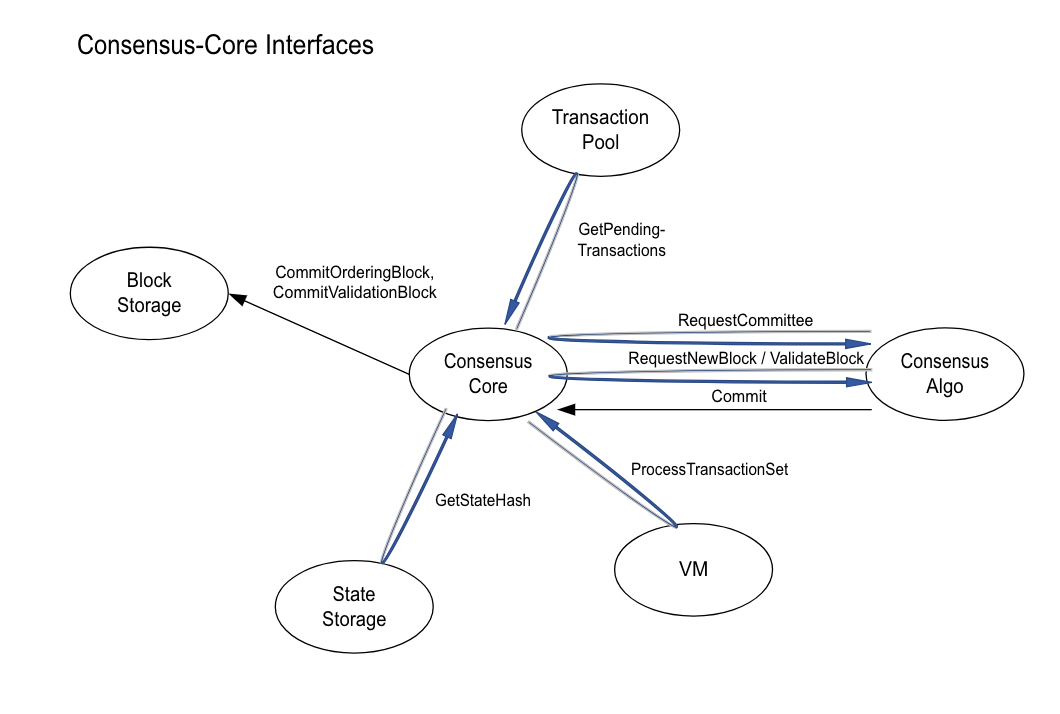 Consensus-Core Interfaces
Transaction
Pool
GetPending-
Transactions
Block
Storage
CommitOrderingBlock,
CommitValidationBlock
Consensus
Core
RequestCommittee
RequestNewBlock / ValidateBlock
Commit
Consensus
Algo
ProcessTransactionSet
GetStateHash
VM
State
Storage